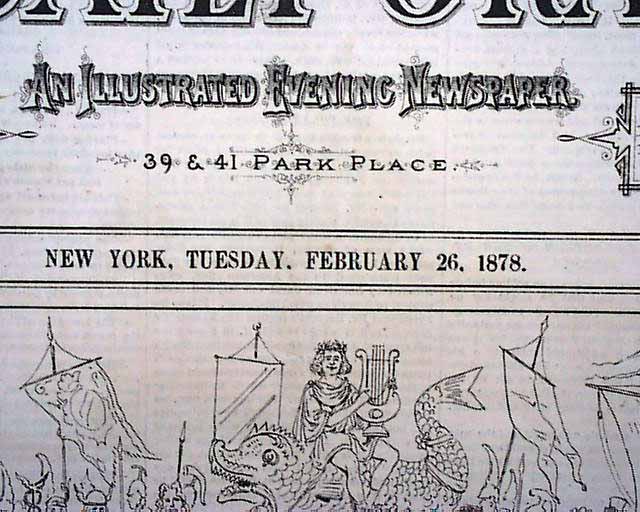 AN ILLUSTRATED EVENING NEWSPAPER.
39 & 41 PARK PLACE.
NEW YORK, TUESDAY, FEBRUARY 26, 1878.